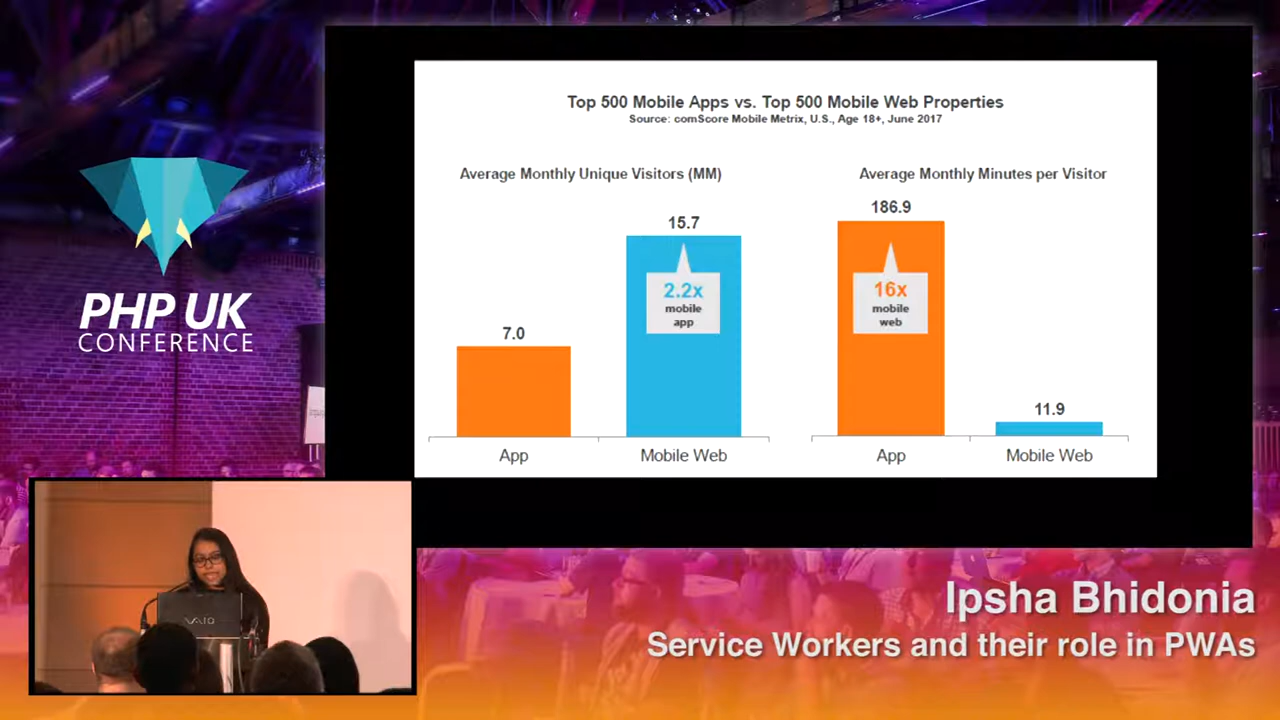 Top 500 Mobile Apps vs. Top 500 Mobile Web Properties
Source: comScore Mobile Metrix, U.S., Age 18+, June 2017
Average Monthly Unique Visitors (MM)
7.0
15.7
2.2x
mobile
app
App
Mobile Web
Average Monthly Minutes per Visitor
186.9
16x
mobile
web
11.9
App
Mobile Web
PHP UK
CONFERENCE
VAIO
Ipsha Bhidonia
Service Workers and their role in PWAs